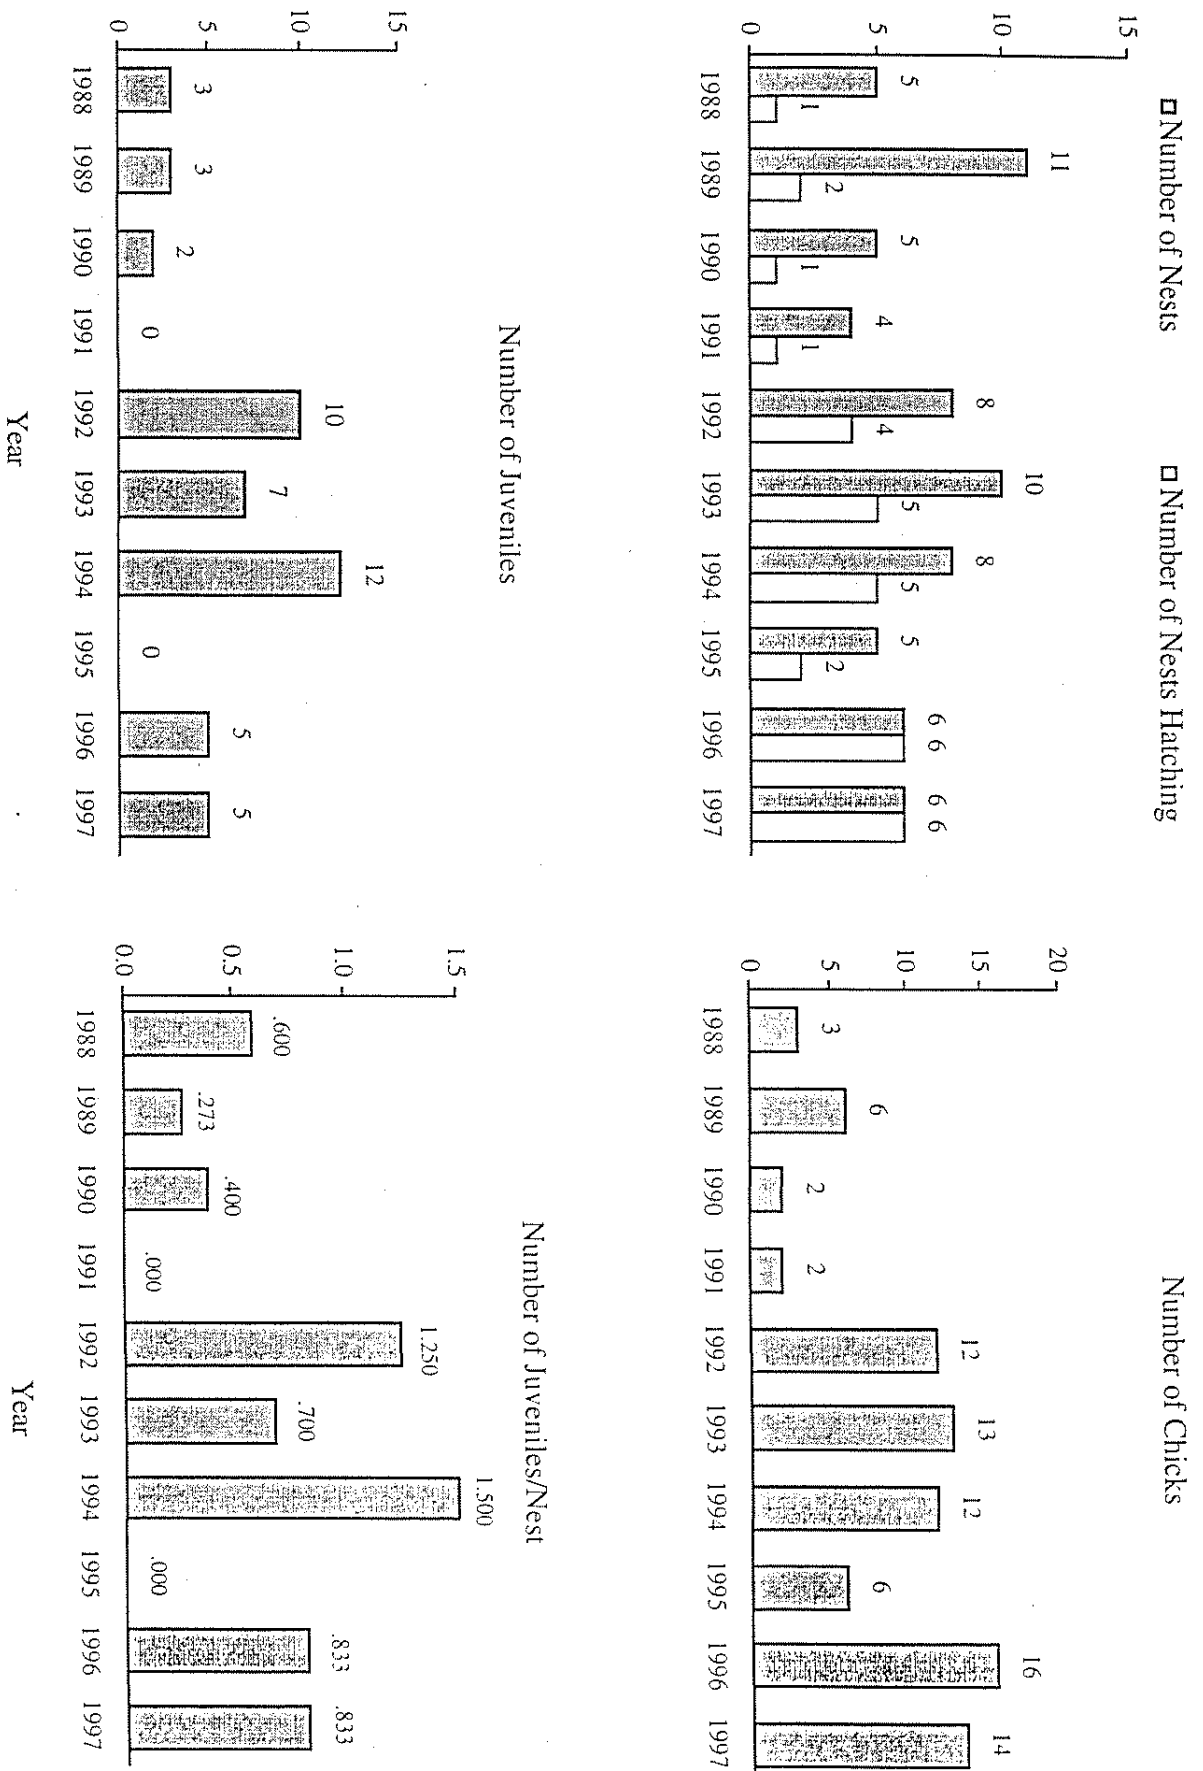 □ Number of Nests □ Number of Nests Hatching
15
10
5
0
5 1 11 2 5 1 4 1 8 4 10 5 8 5 5 2 6 6 6 6
1988 1989 1990 1991 1992 1993 1994 1995 1996 1997
Number of Chicks
20
15
10
5
0
3 6 2 2 12 13 12 6 16 14
1988 1989 1990 1991 1992 1993 1994 1995 1996 1997
Number of Juveniles
15
10
5
0
3 3 2 0 10 7 12 0 5 5
1988 1989 1990 1991 1992 1993 1994 1995 1996 1997
Year
Number of Juveniles/Nest
1.5
1.0
0.5
0.0
.600 .273 .400 .000 1.250 .700 1.500 .000 .833 .833
1988 1989 1990 1991 1992 1993 1994 1995 1996 1997
Year